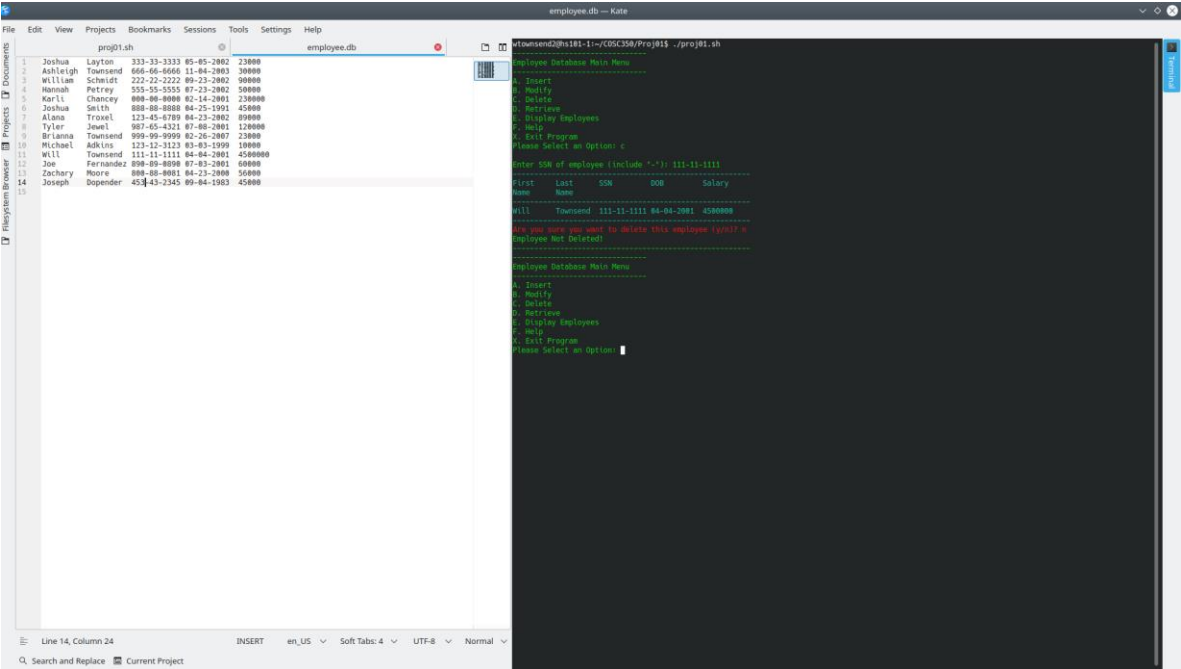 employee.db — Kate
File Edit View Projects Bookmarks Sessions Tools Settings Help
Documents
Projects
Filesystem Browser
proj01.sh employee.db
1 Joshua Layton 333-33-3333 05-05-2002 23000
2 Ashleigh Townsend 666-66-6666 11-04-2003 30000
3 William Schmidt 222-22-2222 09-23-2002 90000
4 Hannah Petrey 555-55-5555 07-23-2002 50000
5 Karli Chancey 000-00-0000 02-14-2001 230000
6 Joshua Smith 888-88-8888 04-25-1991 45000
7 Alana Troxel 123-45-6789 04-23-2002 89000
8 Tyler Jewel 987-65-4321 07-08-2001 120000
9 Brianna Townsend 999-99-9999 02-26-2007 23000
10 Michael Adkins 123-12-3123 03-03-1999 10000
11 Will Townsend 111-11-1111 04-04-2001 4500000
12 Joe Fernandez 890-89-0890 07-03-2001 60000
13 Zachary Moore 800-88-0081 04-23-2000 56000
14 Joseph Dopender 453-43-2345 09-04-1983 45000
15
Line 14, Column 24 INSERT en_US Soft Tabs: 4 UTF-8 Normal
Search and Replace Current Project
wtownsend2@hs101-1:~/COSC350/Proj01$ ./proj01.sh
------------------------------
Employee Database Main Menu
------------------------------
A. Insert
B. Modify
C. Delete
D. Retrieve
E. Display Employees
F. Help
X. Exit Program
Please Select an Option: c
Enter SSN of employee (include "-"): 111-11-1111
------------------------------------------------------
First Last SSN DOB Salary
Name Name
------------------------------------------------------
Will Townsend 111-11-1111 04-04-2001 4500000
------------------------------------------------------
Are you sure you want to delete this employee (y/n)? n
Employee Not Deleted!
------------------------------------------------------
------------------------------
Employee Database Main Menu
------------------------------
A. Insert
B. Modify
C. Delete
D. Retrieve
E. Display Employees
F. Help
X. Exit Program
Please Select an Option:
Terminal